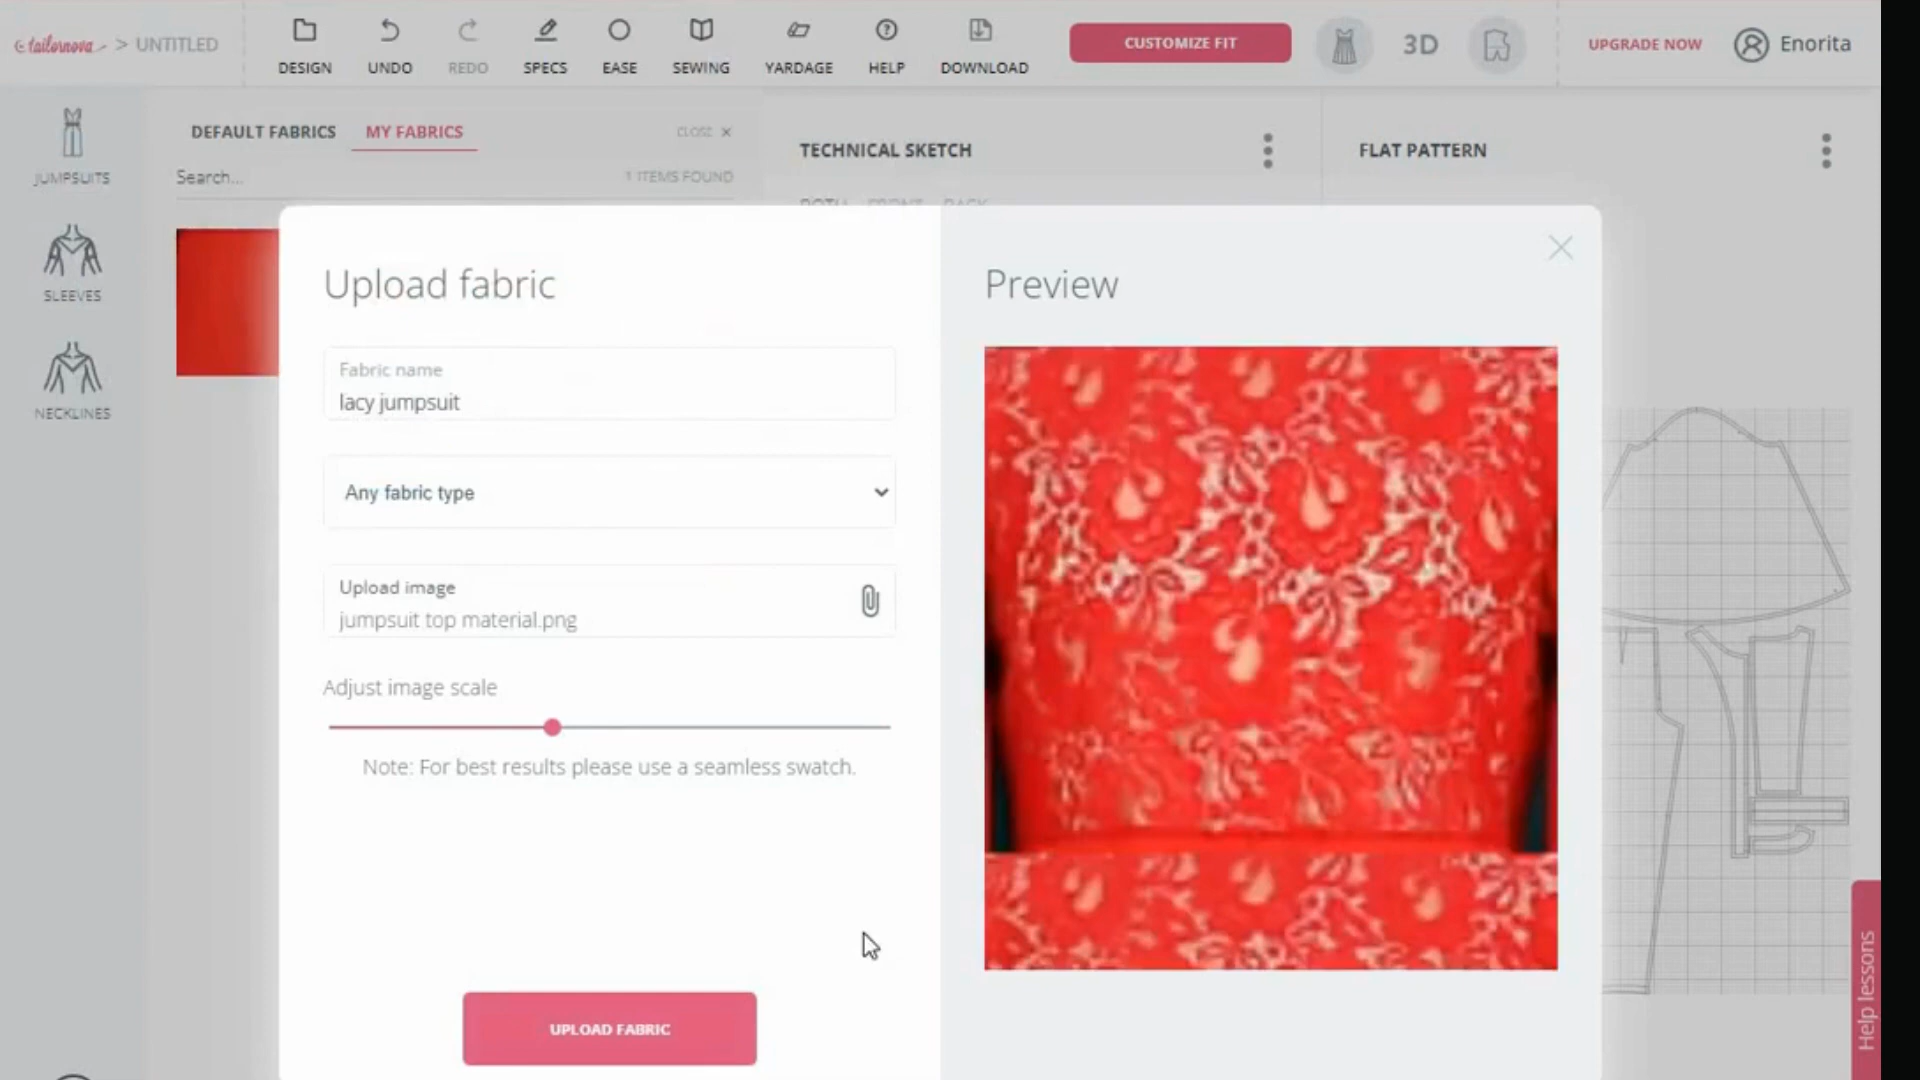 tailornova > UNTITLED
DESIGN
UNDO
REDO
SPECS
EASE
SEWING
YARDAGE
HELP
DOWNLOAD
CUSTOMIZE FIT
3D
UPGRADE NOW
Enorita
JUMPSUITS
SLEEVES
NECKLINES
DEFAULT FABRICS
MY FABRICS
CLOSE ×
Search...
1 ITEMS FOUND
TECHNICAL SKETCH
BOTH FRONT BACK
FLAT PATTERN
Upload fabric
Fabric name
lacy jumpsuit
Any fabric type
Upload image
jumpsuit top material.png
Adjust image scale
Note: For best results please use a seamless swatch.
UPLOAD FABRIC
Preview
Help lessons